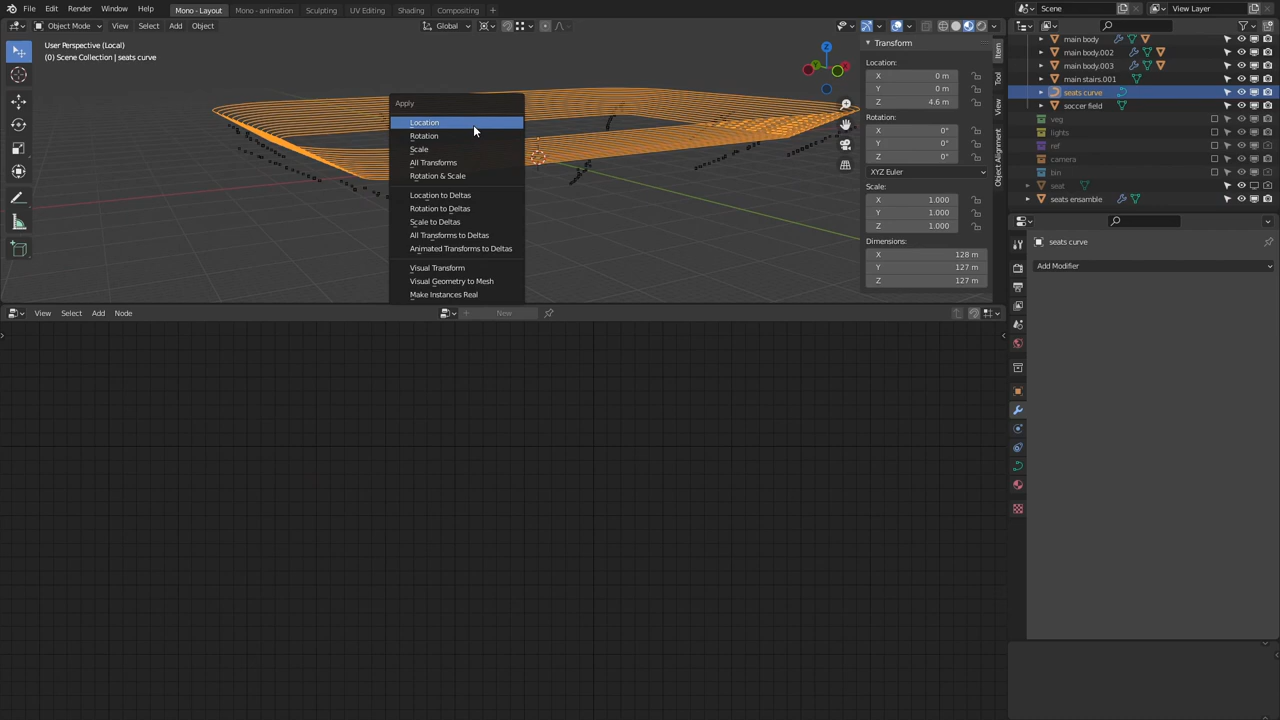 File Edit Render Window Help Mono - Layout Mono - animation Sculpting UV Editing Shading Compositing + Scene View Layer
Object Mode View Select Add Object Global
User Perspective (Local)
(0) Scene Collection | seats curve
Apply
Location
Rotation
Scale
All Transforms
Rotation & Scale
Location to Deltas
Rotation to Deltas
Scale to Deltas
All Transforms to Deltas
Animated Transforms to Deltas
Visual Transform
Visual Geometry to Mesh
Make Instances Real
Transform
Location:
X 0 m
Y 0 m
Z 4.6 m
Rotation:
X 0°
Y 0°
Z 0°
XYZ Euler
Scale:
X 1.000
Y 1.000
Z 1.000
Dimensions:
X 128 m
Y 127 m
Z 127 m
Item
Tool
View
Object Alignment
main body
main body.002
main body.003
main stairs.001
seats curve
soccer field
veg
lights
ref
camera
bin
seat
seats ensamble
seats curve
Add Modifier
View Select Add Node + New